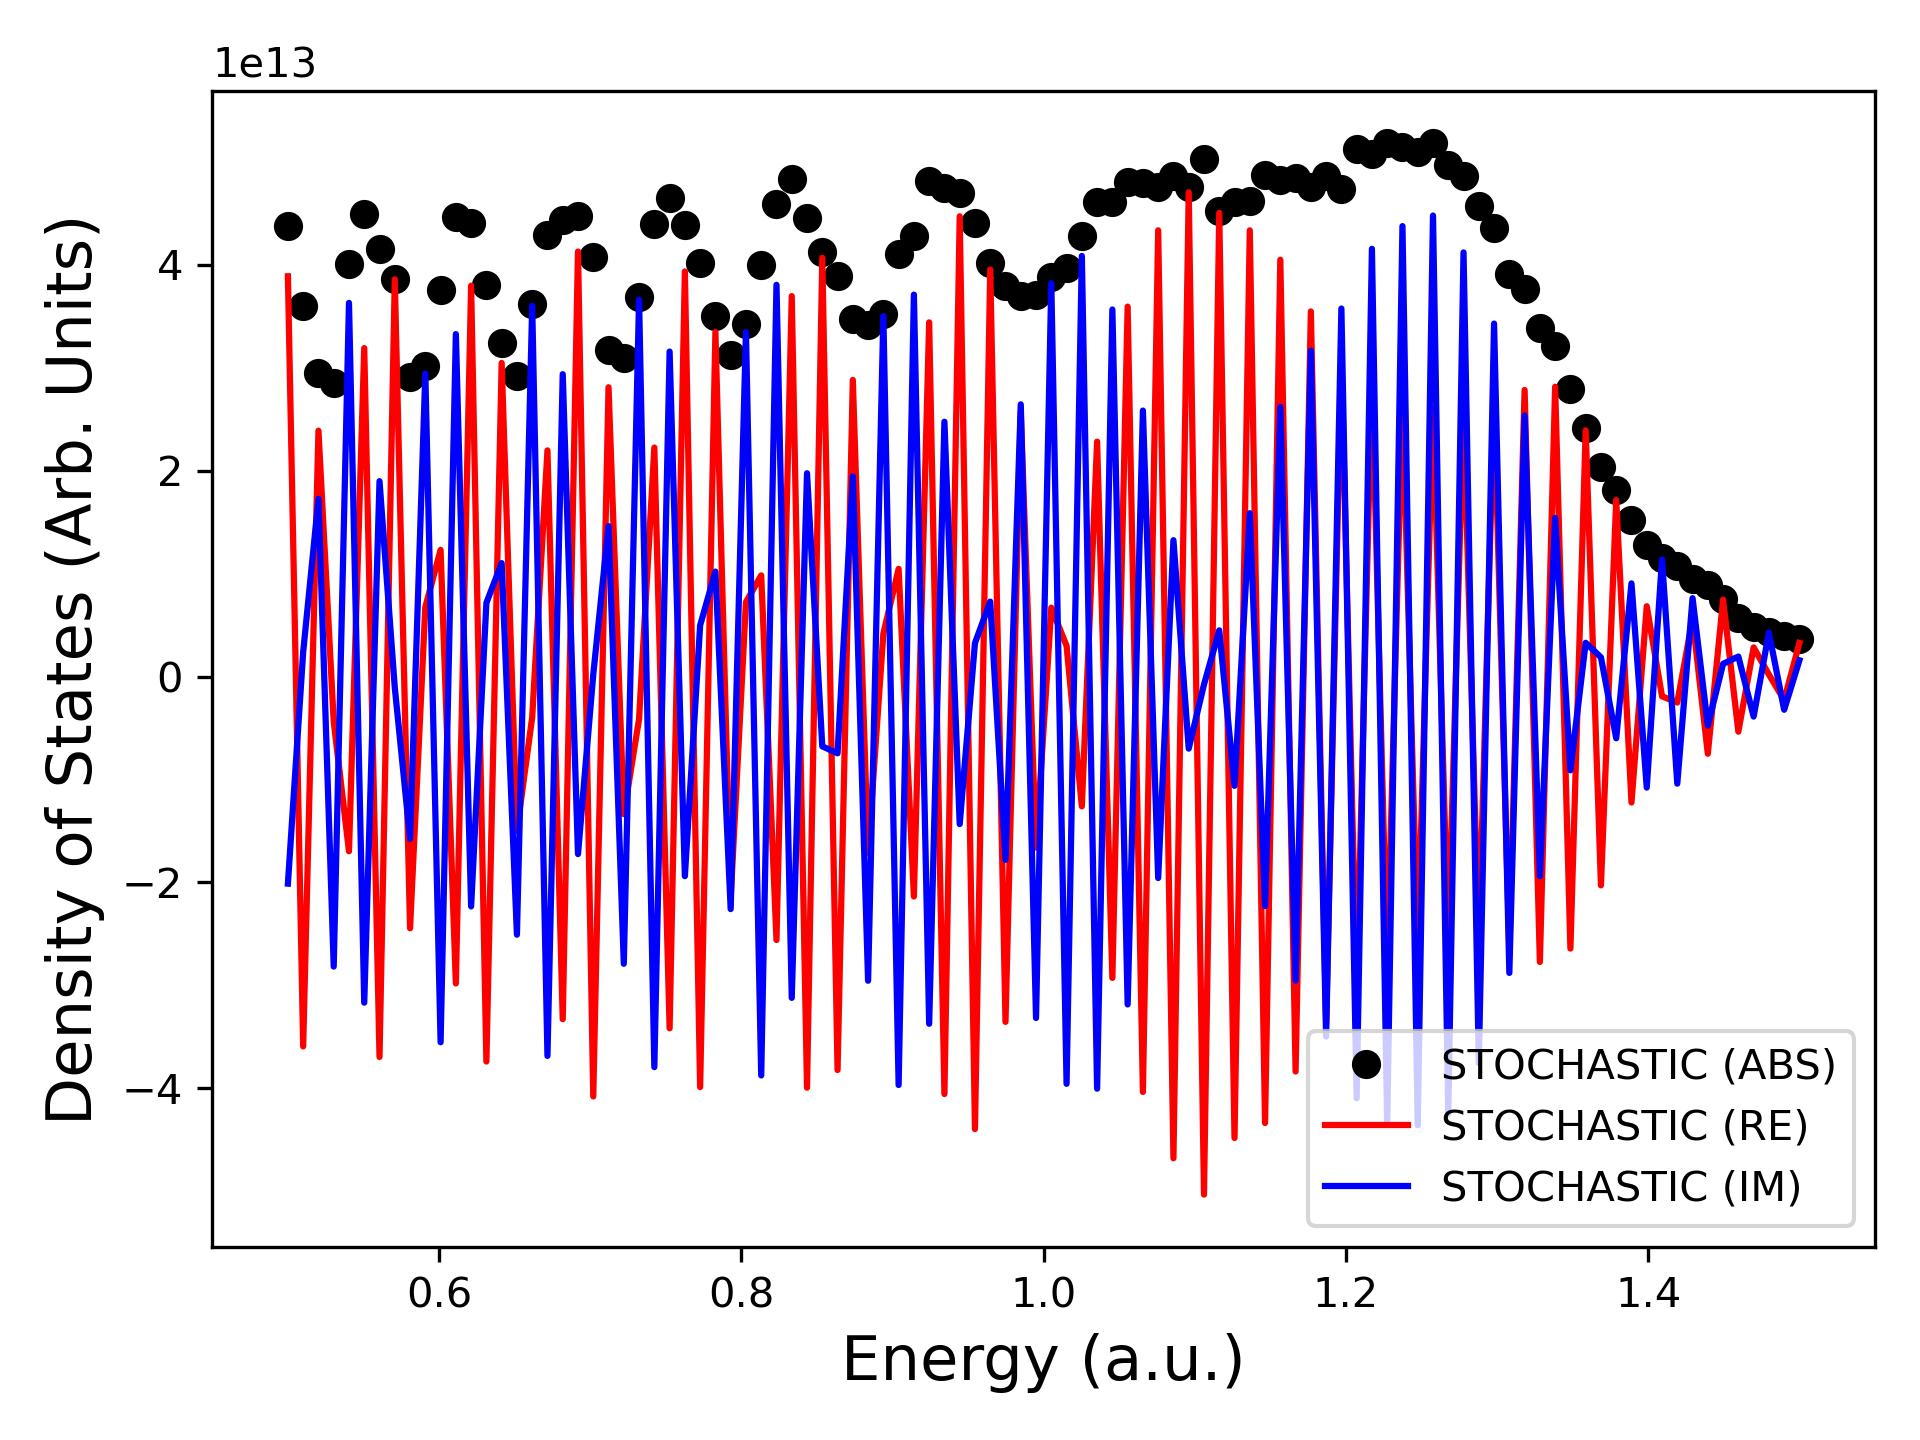 1e13
Density of States (Arb. Units)
4
2
0
−2
−4
STOCHASTIC (ABS)
STOCHASTIC (RE)
STOCHASTIC (IM)
0.6 0.8 1.0 1.2 1.4
Energy (a.u.)